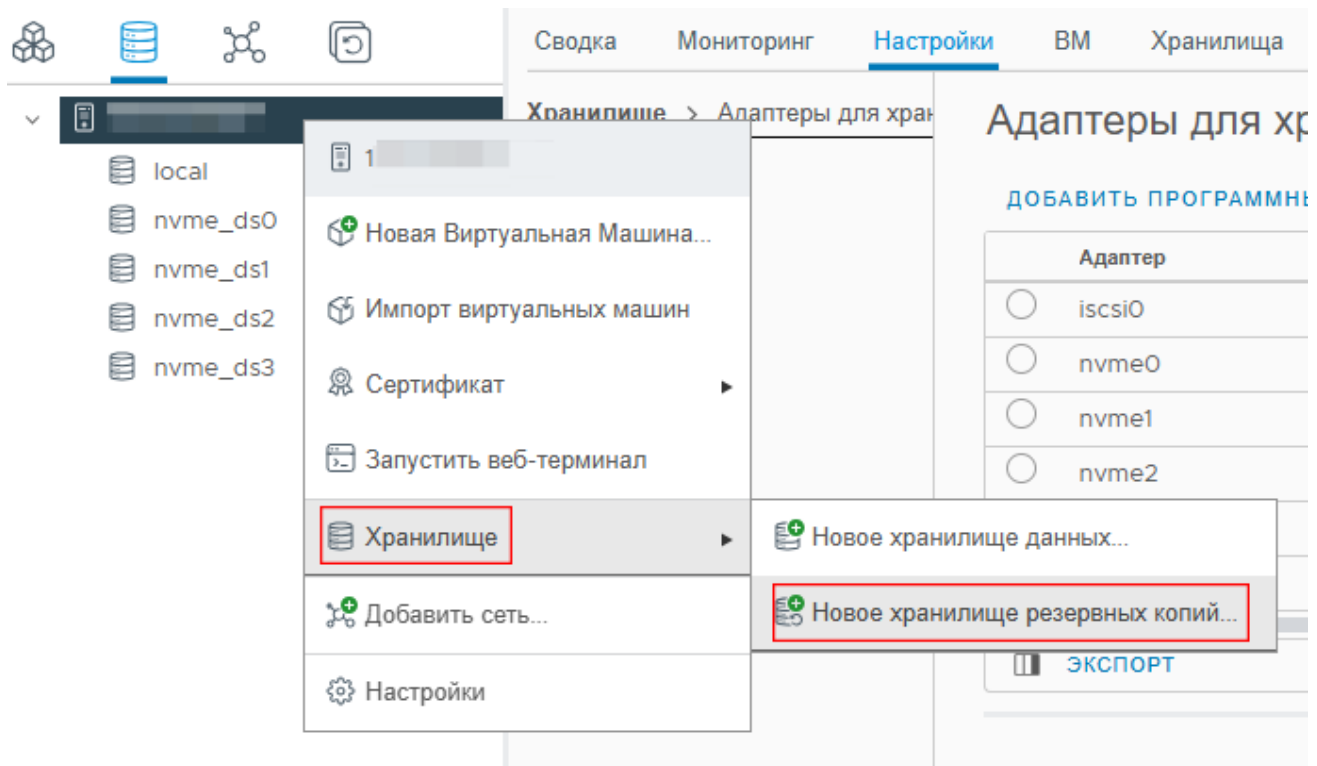 Сводка Мониторинг Настройки ВМ Хранилища
Хранилище > Адаптеры для хран
Адаптеры для хр
ДОБАВИТЬ ПРОГРАММНЫ
Адаптер
iscsi0
nvme0
nvme1
nvme2
ЭКСПОРТ
local
nvme_ds0
nvme_ds1
nvme_ds2
nvme_ds3
1
Новая Виртуальная Машина...
Импорт виртуальных машин
Сертификат
Запустить веб-терминал
Хранилище
Добавить сеть...
Настройки
Новое хранилище данных...
Новое хранилище резервных копий...